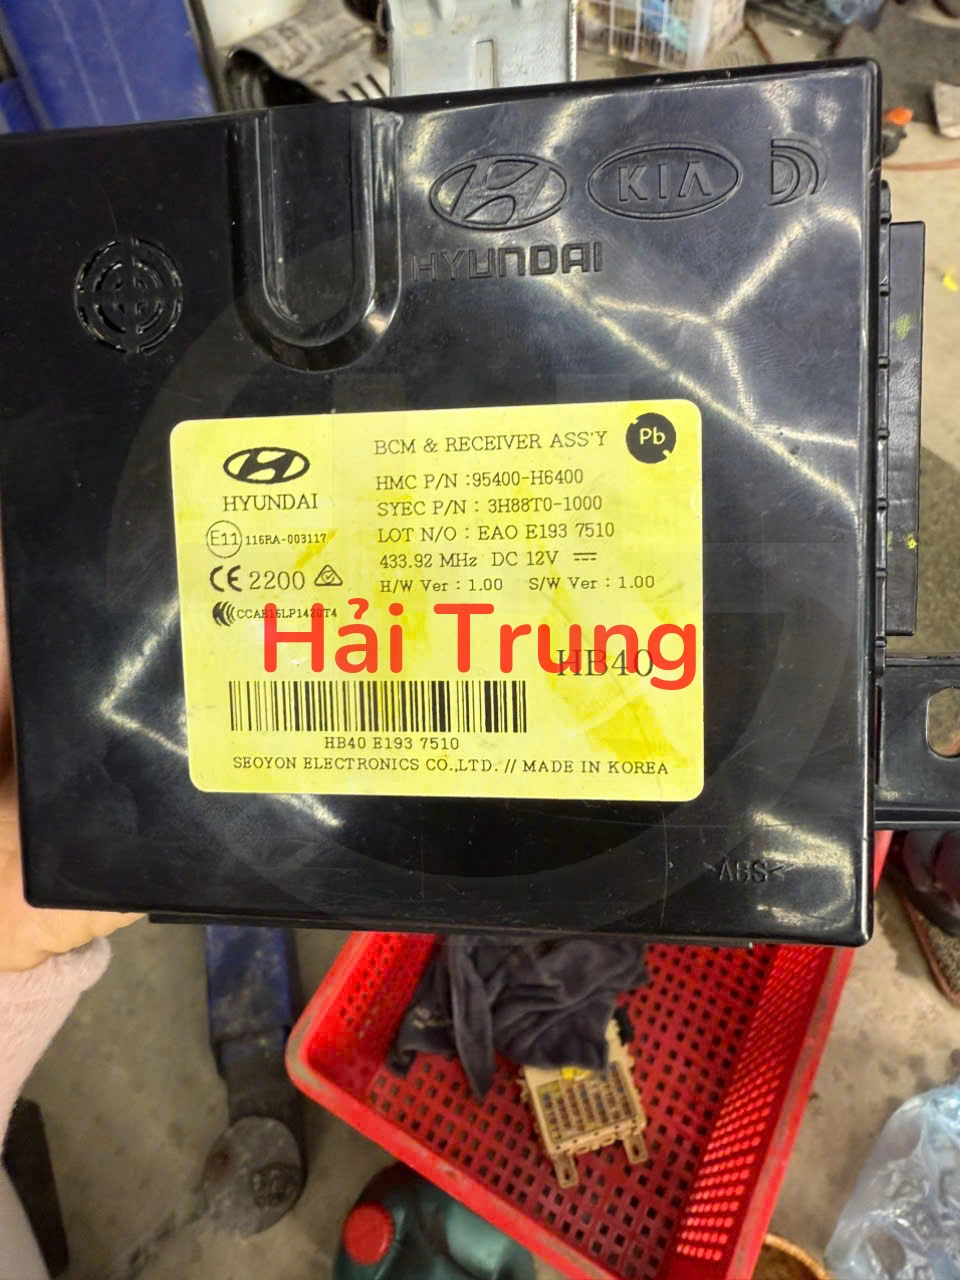 KIA
HYUNDAI
BCM & RECEIVER ASS'Y
Pb
HMC P/N :95400-H6400
HYUNDAI
SYEC P/N : 3H88T0-1000
E11 116RA-003117
LOT N/O : EAO E193 7510
433.92 MHz DC 12V
CE 2200
H/W Ver : 1.00 S/W Ver : 1.00
CCAB16LP1420T4
Hải Trung
HB40
HB40 E193 7510
SEOYON ELECTRONICS CO.,LTD. // MADE IN KOREA
>ABS<